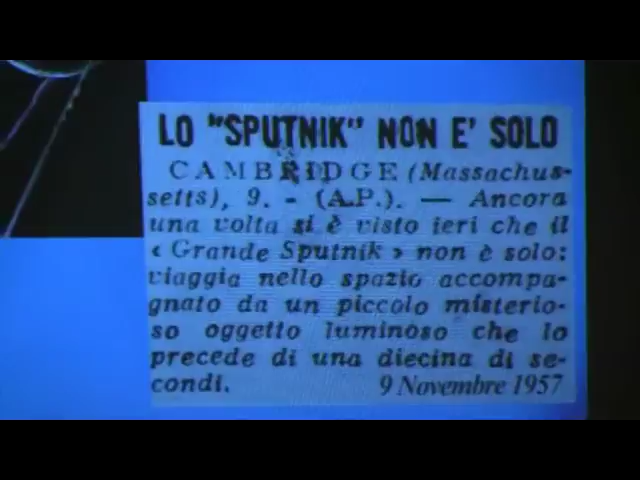 LO "SPUTNIK" NON E' SOLO
CAMBRIDGE (Massachus-
setts), 9. - (A.P.). — Ancora
una volta si è visto ieri che il
« Grande Sputnik » non è solo:
viaggia nello spazio accompa-
gnato da un piccolo misterio-
so oggetto luminoso che lo
precede di una diecina di se-
condi. 9 Novembre 1957